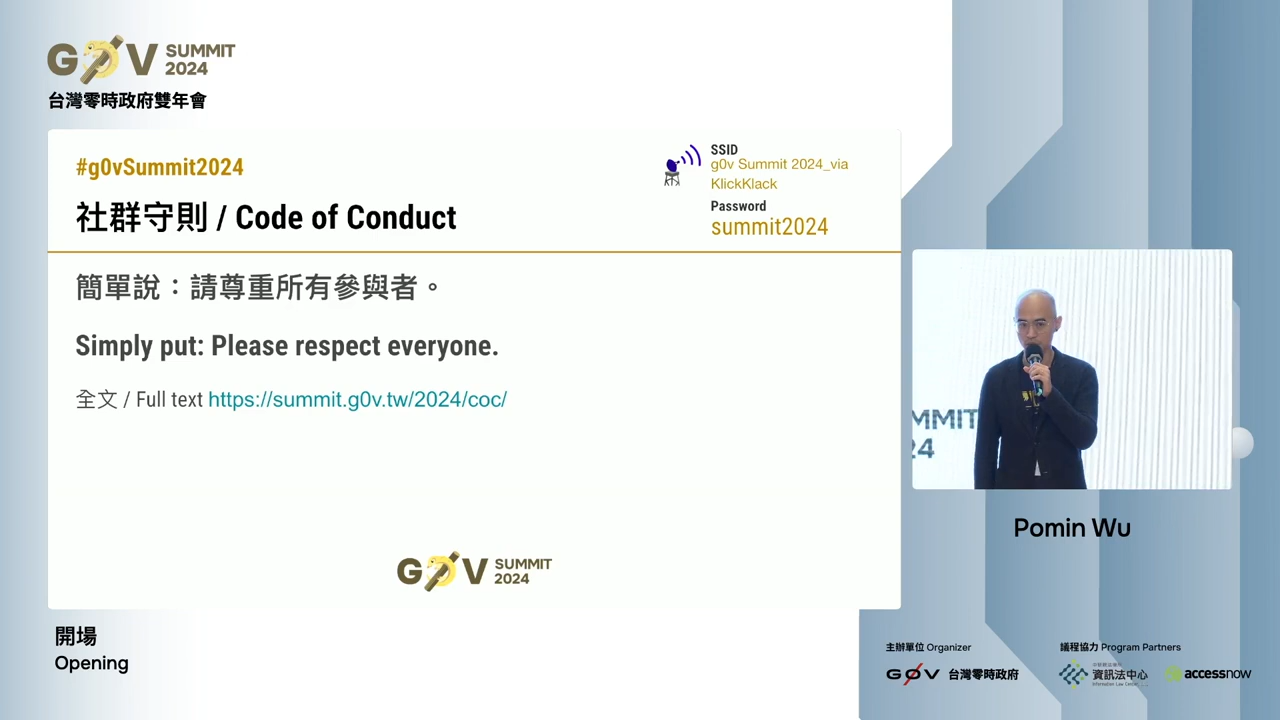 G0V SUMMIT 2024
台灣零時政府雙年會
#g0vSummit2024
社群守則 / Code of Conduct
SSID
g0v Summit 2024_via
KlickKlack
Password
summit2024
簡單說：請尊重所有參與者。
Simply put: Please respect everyone.
全文 / Full text https://summit.g0v.tw/2024/coc/
G0V SUMMIT 2024
MMIT
24
Pomin Wu
開場
Opening
主辦單位 Organizer
G0V 台灣零時政府
議程協力 Program Partners
資訊法中心
Information Law Center
accessnow